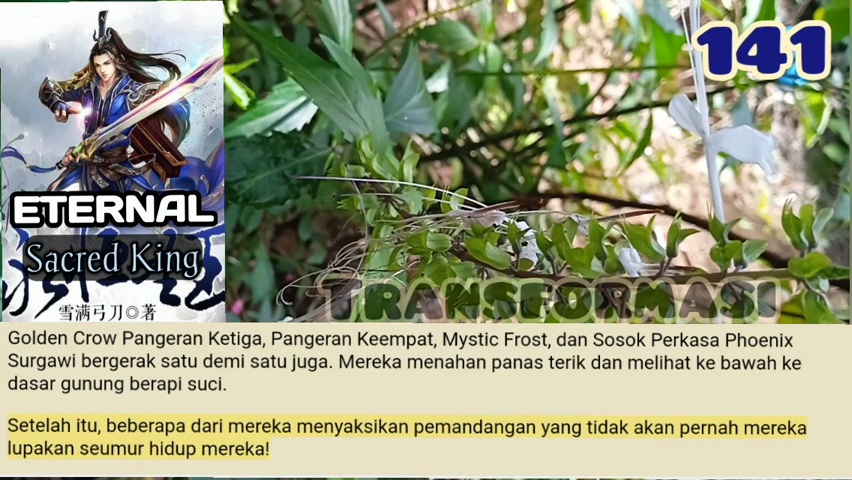 141
ETERNAL
Sacred King
雪满弓刀◎著
TRANSFORMASI
Golden Crow Pangeran Ketiga, Pangeran Keempat, Mystic Frost, dan Sosok Perkasa Phoenix
Surgawi bergerak satu demi satu juga. Mereka menahan panas terik dan melihat ke bawah ke
dasar gunung berapi suci.
Setelah itu, beberapa dari mereka menyaksikan pemandangan yang tidak akan pernah mereka
lupakan seumur hidup mereka!